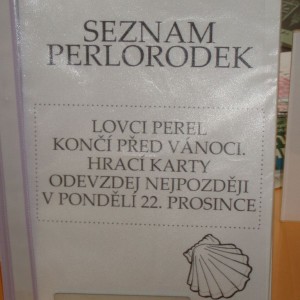 SEZNAM
PERLORODEK
LOVCI PEREL
KONČÍ PŘED VÁNOCI.
HRACÍ KARTY
ODEVZDEJ NEJPOZDĚJI
V PONDĚLÍ 22. PROSINCE